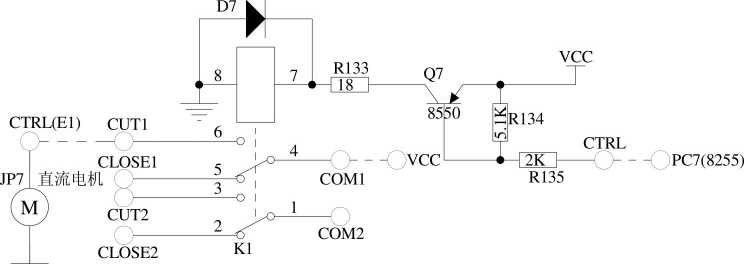 D7
VCC
8
7
R133
18
Q7
8550
5.1K
R134
CTRL(E1)
CUT1
6
CTRL
CLOSE1
4
VCC
2K
PC7(8255)
JP7
直流电机
5
COM1
R135
3
M
CUT2
1
2
COM2
CLOSE2
K1